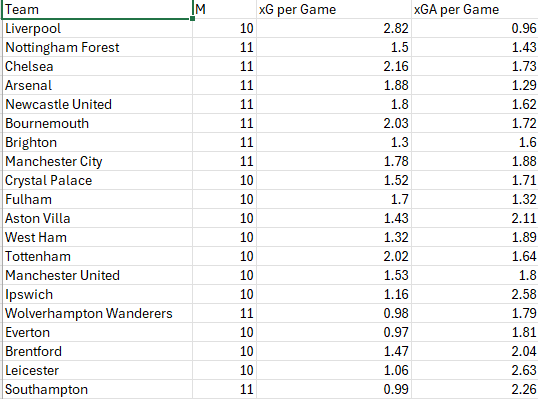 Team M xG per Game xGA per Game
Liverpool 10 2.82 0.96
Nottingham Forest 11 1.5 1.43
Chelsea 11 2.16 1.73
Arsenal 11 1.88 1.29
Newcastle United 11 1.8 1.62
Bournemouth 11 2.03 1.72
Brighton 11 1.3 1.6
Manchester City 11 1.78 1.88
Crystal Palace 10 1.52 1.71
Fulham 10 1.7 1.32
Aston Villa 10 1.43 2.11
West Ham 10 1.32 1.89
Tottenham 10 2.02 1.64
Manchester United 10 1.53 1.8
Ipswich 10 1.16 2.58
Wolverhampton Wanderers 11 0.98 1.79
Everton 10 0.97 1.81
Brentford 10 1.47 2.04
Leicester 10 1.06 2.63
Southampton 11 0.99 2.26